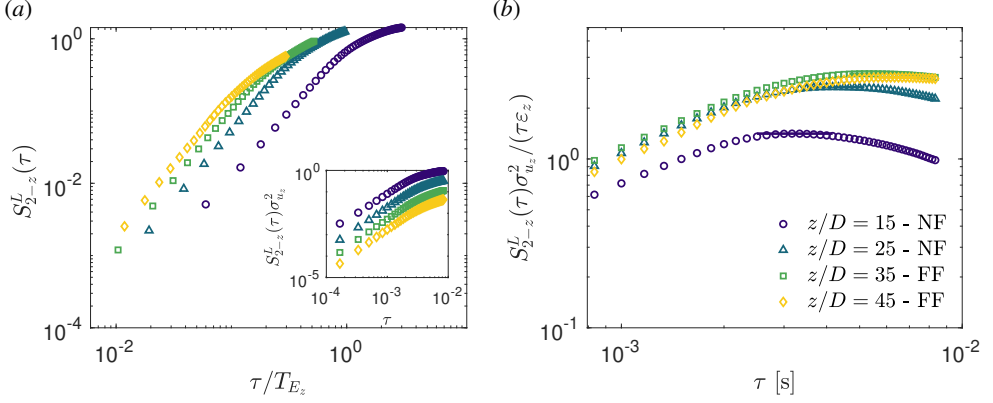 (a)
10^0
10^{-2}
10^{-4}
S^L_{2-z}(τ)
10^{-2}
10^0
τ/T_{E_z}
10^0
10^{-5}
S^L_{2-z}(τ)σ^2_{u_z}
10^{-4}
10^{-3}
10^{-2}
τ
(b)
10^0
10^{-1}
S^L_{2-z}(τ)σ^2_{u_z}/(τε_z)
z/D = 15 - NF
z/D = 25 - NF
z/D = 35 - FF
z/D = 45 - FF
10^{-3}
10^{-2}
τ [s]